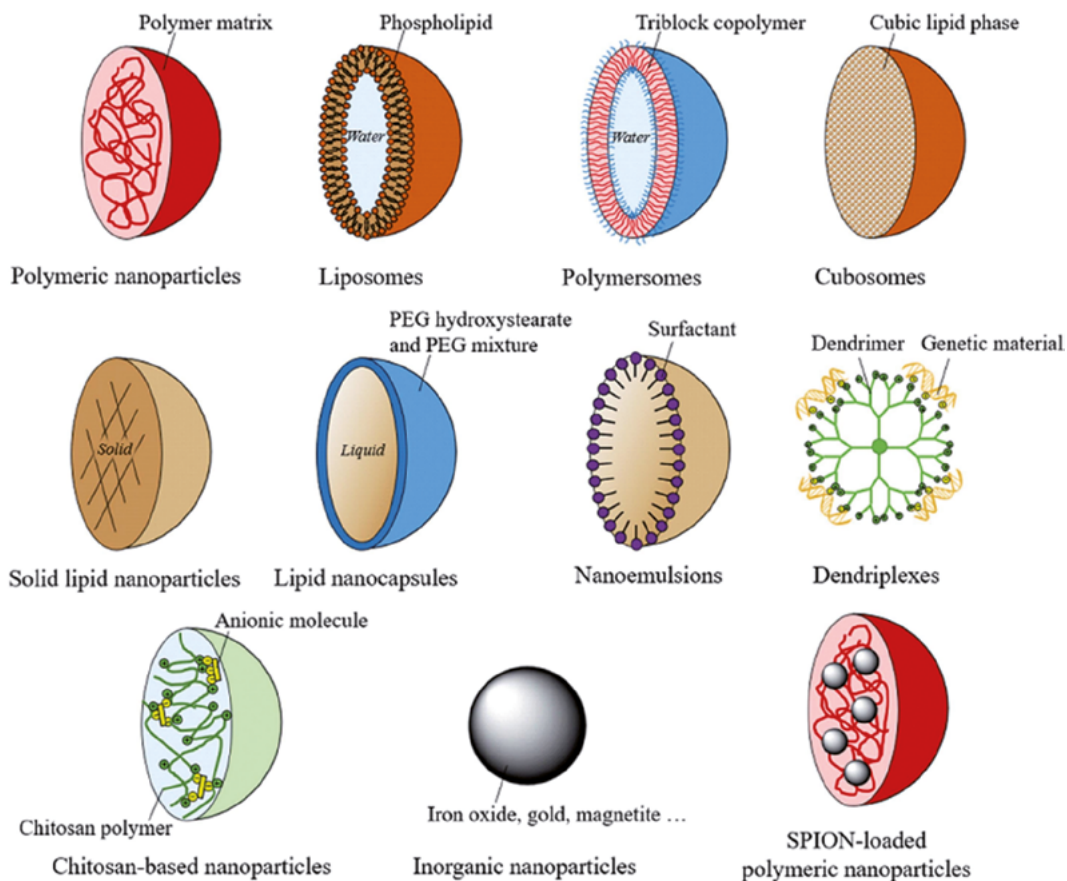 Polymer matrix
Phospholipid
Triblock copolymer
Cubic lipid phase
Water
Water
Polymeric nanoparticles
Liposomes
Polymersomes
Cubosomes
PEG hydroxystearate
and PEG mixture
Surfactant
Dendrimer
Genetic material
Solid
Liquid
Solid lipid nanoparticles
Lipid nanocapsules
Nanoemulsions
Dendriplexes
Anionic molecule
Chitosan polymer
Iron oxide, gold, magnetite ...
Chitosan-based nanoparticles
Inorganic nanoparticles
SPION-loaded
polymeric nanoparticles